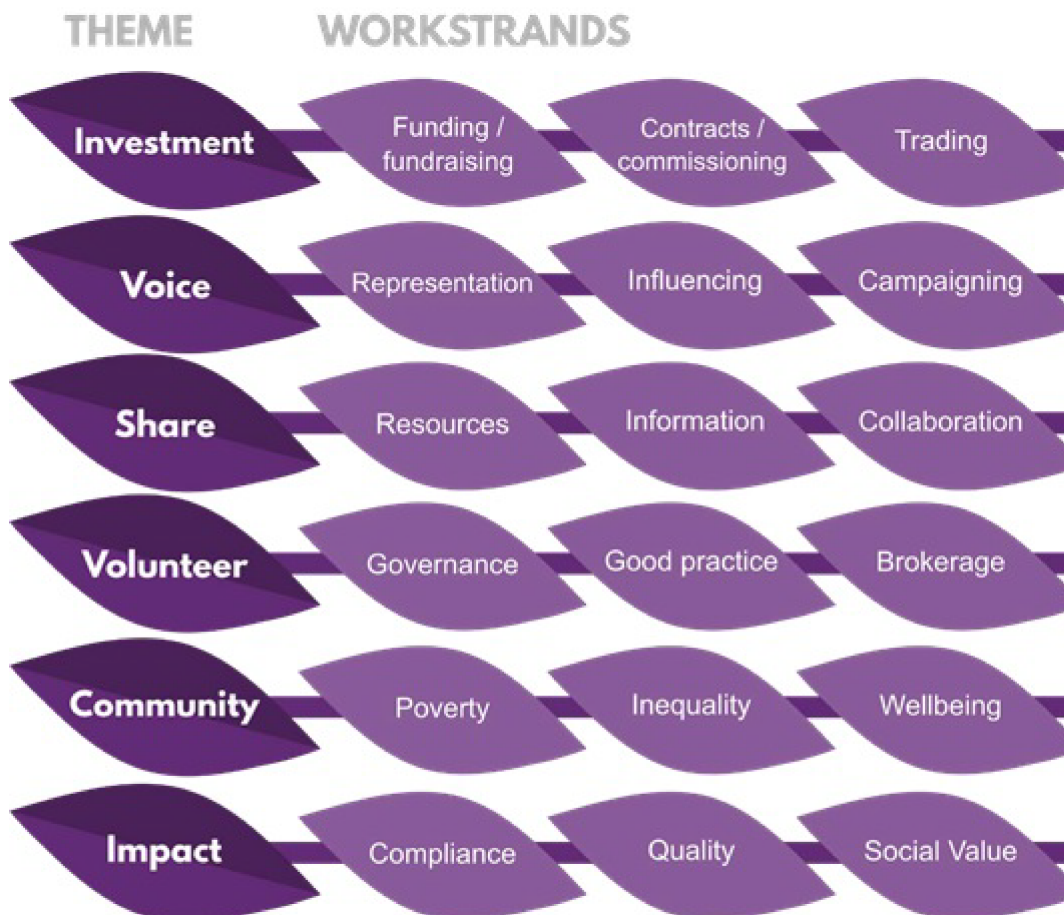 THEME WORKSTRANDS
Investment Funding / fundraising Contracts / commissioning Trading
Voice Representation Influencing Campaigning
Share Resources Information Collaboration
Volunteer Governance Good practice Brokerage
Community Poverty Inequality Wellbeing
Impact Compliance Quality Social Value